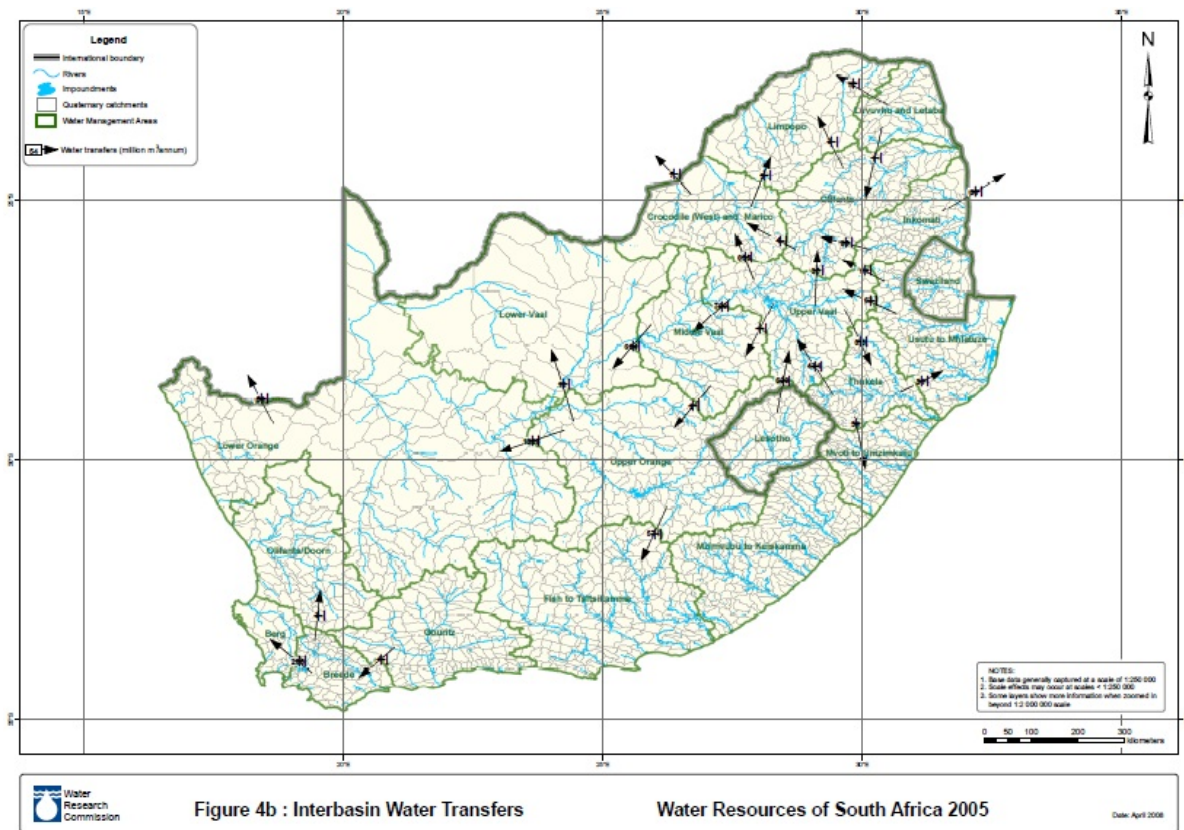 Legend
International boundary
Rivers
Impoundments
Quaternary catchments
Water Management Areas
54 Water transfers (million m³/annum)
N
Limpopo
Luvuvhu and Letaba
Crocodile (West) and Marico
Olifants
Inkomati
Swaziland
Lower Vaal
Middle Vaal
Upper Vaal
Usutu to Mhlatuze
Thukela
Lesotho
Lower Orange
Upper Orange
Mvoti to Umzimkulu
Olifants/Doorn
Mzimvubu to Keiskamma
Fish to Tsitsikamma
Gouritz
Berg
Breede
NOTES:
1. Base data generally captured at a scale of 1:250 000
2. Scale effects may occur at scales < 1:250 000
3. Some layers show more information when zoomed in
beyond 1:2 000 000 scale
0 50 100 200 300
kilometers
Water
Research
Commission
Figure 4b : Interbasin Water Transfers
Water Resources of South Africa 2005
Date: April 2008